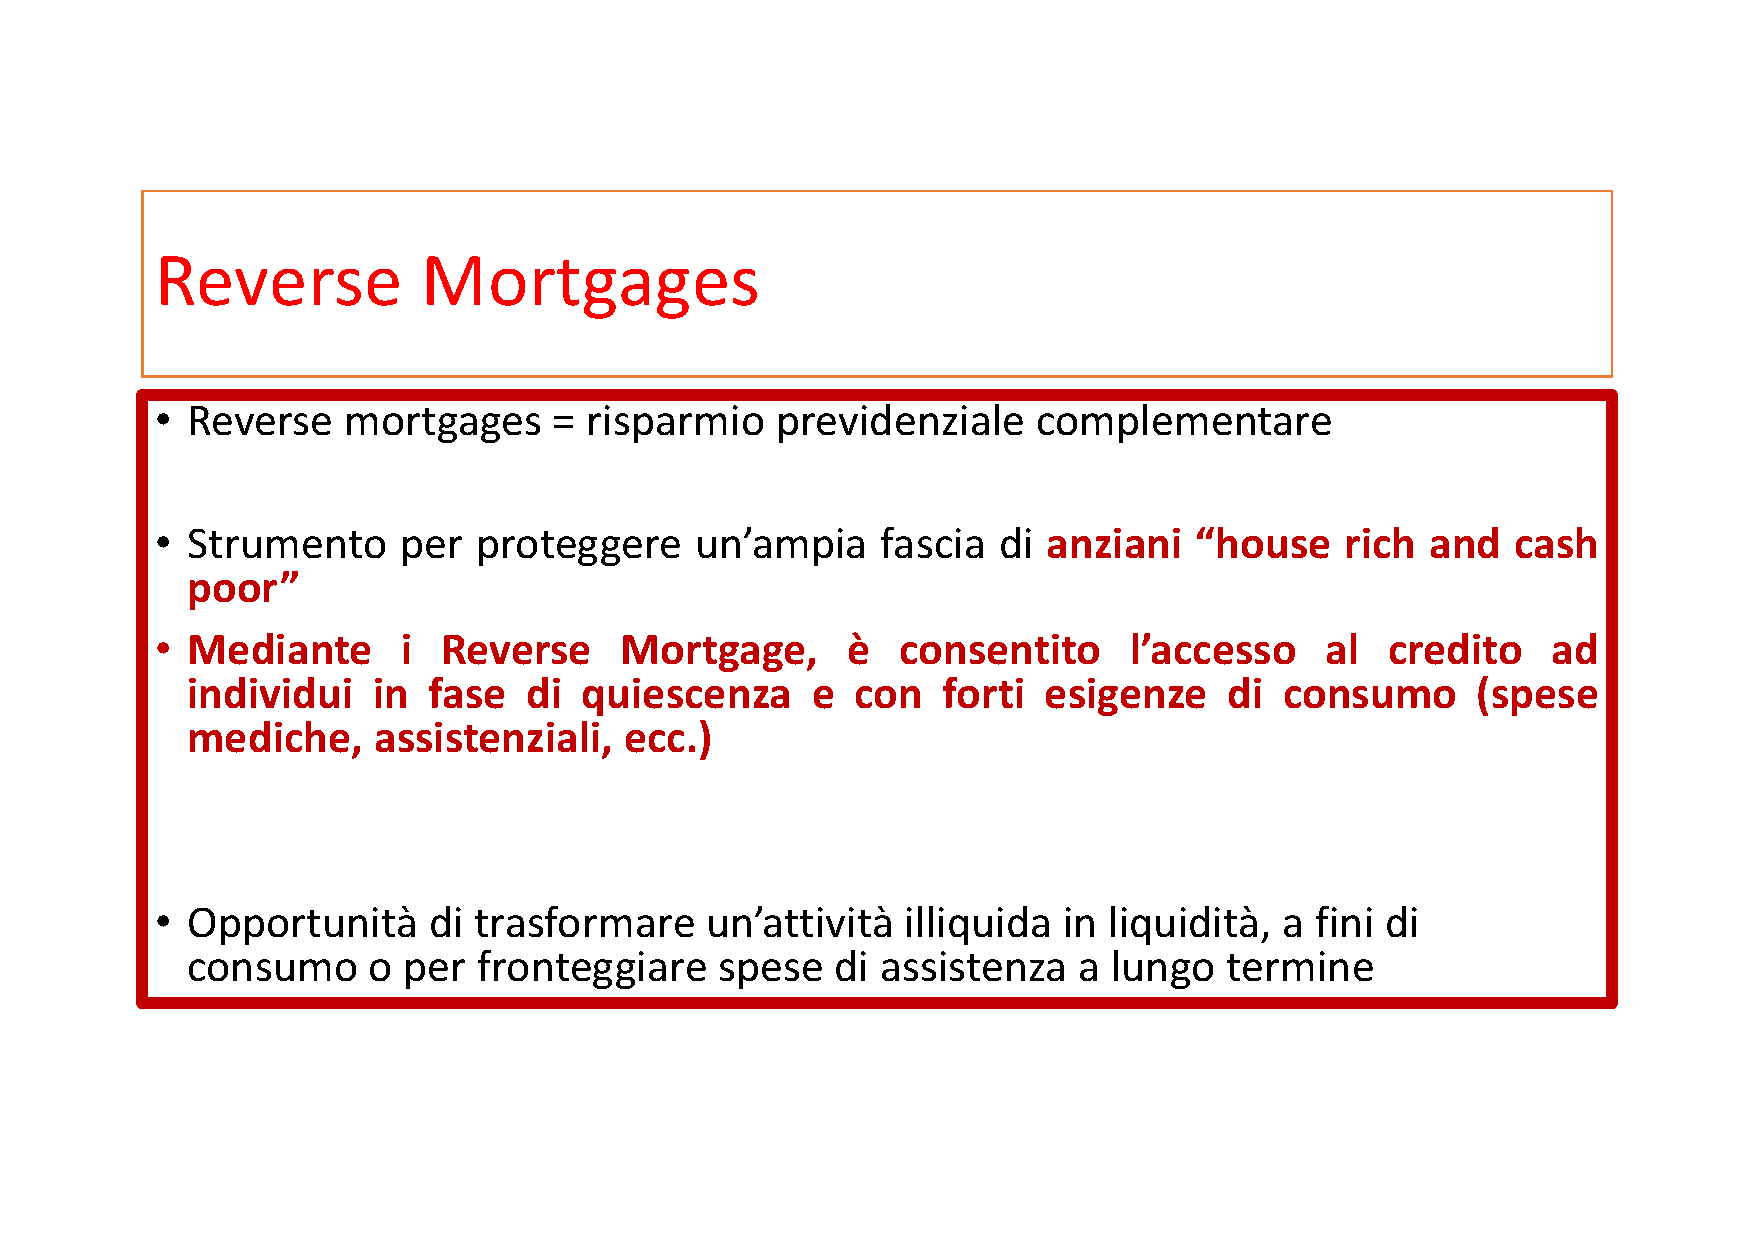 Reverse Mortgages
• Reverse mortgages = risparmio previdenziale complementare
• Strumento per proteggere un’ampia fascia di anziani “house rich and cash
poor”
• Mediante i Reverse Mortgage, è consentito l’accesso al credito ad
individui in fase di quiescenza e con forti esigenze di consumo (spese
mediche, assistenziali, ecc.)
• Opportunità di trasformare un’attività illiquida in liquidità, a fini di
consumo o per fronteggiare spese di assistenza a lungo termine